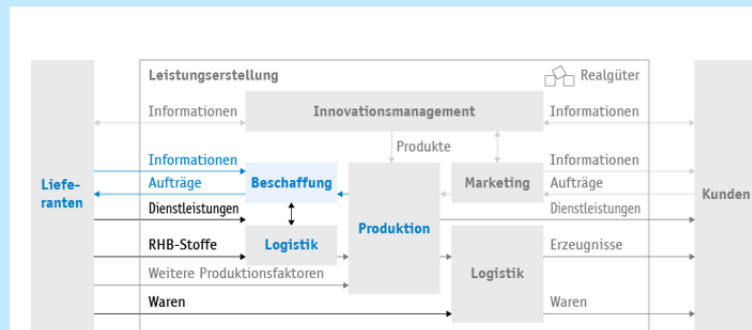 Leistungserstellung
Realgüter
Informationen
Innovationsmanagement
Informationen
Produkte
Informationen
Informationen
Liefe-
ranten
Aufträge
Beschaffung
Marketing
Aufträge
Kunden
Dienstleistungen
Dienstleistungen
Produktion
RHB-Stoffe
Logistik
Erzeugnisse
Weitere Produktionsfaktoren
Logistik
Waren
Waren